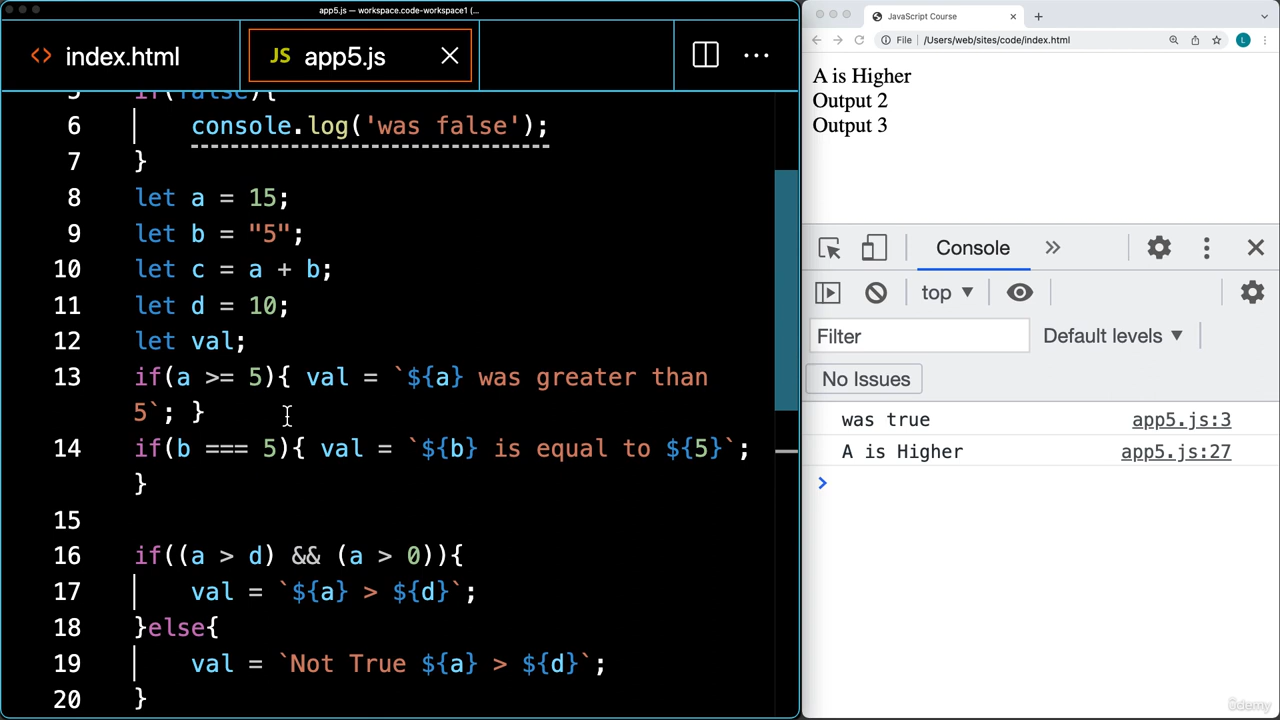 app5.js — workspace.code-workspace1 (...
<> index.html
JS app5.js
5 if(false){
6 console.log('was false');
7 }
8 let a = 15;
9 let b = "5";
10 let c = a + b;
11 let d = 10;
12 let val;
13 if(a >= 5){ val = `${a} was greater than
5`; }
14 if(b === 5){ val = `${b} is equal to ${5}`;
}
15
16 if((a > d) && (a > 0)){
17 val = `${a} > ${d}`;
18 }else{
19 val = `Not True ${a} > ${d}`;
20 }
JavaScript Course
File /Users/web/sites/code/index.html
L
A is Higher
Output 2
Output 3
Console
top
Filter Default levels
No Issues
was true app5.js:3
A is Higher app5.js:27
ûdemy